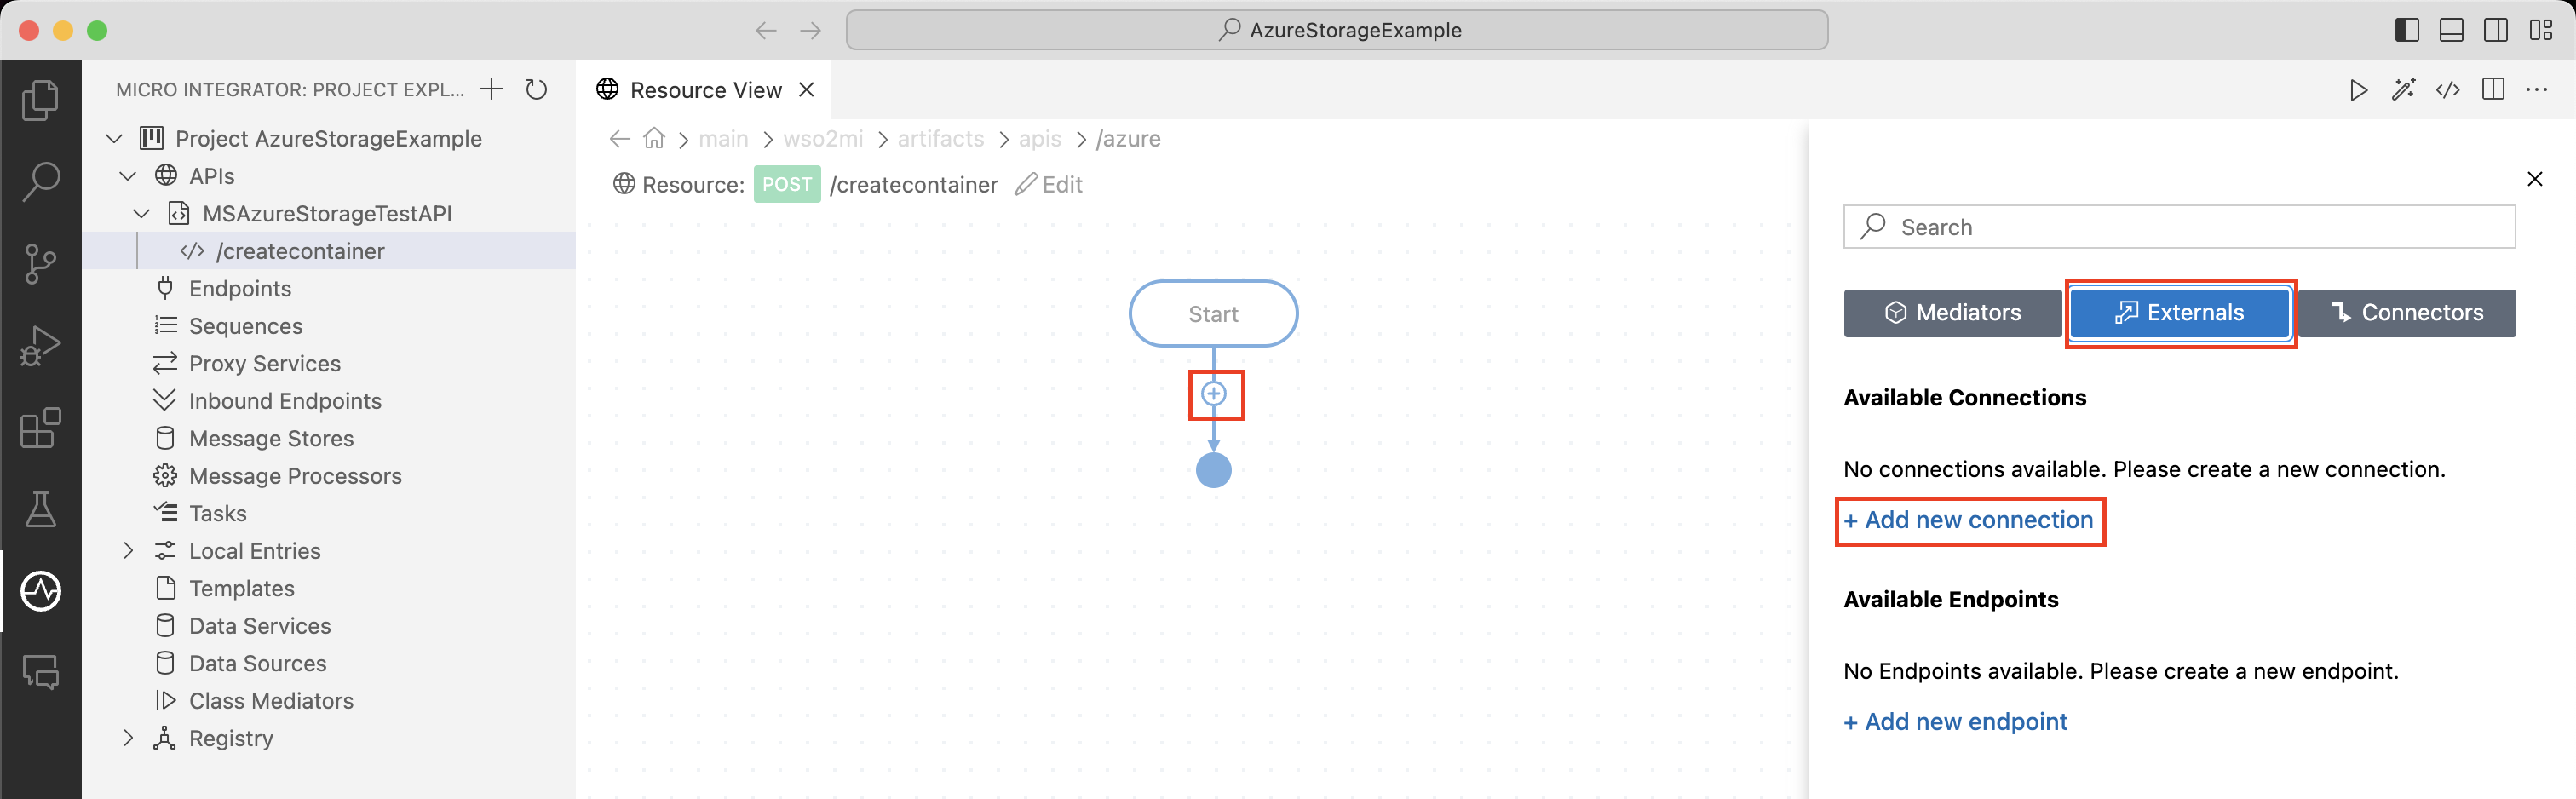 AzureStorageExample
MICRO INTEGRATOR: PROJECT EXPL...
Project AzureStorageExample
APIs
MSAzureStorageTestAPI
/createcontainer
Endpoints
Sequences
Proxy Services
Inbound Endpoints
Message Stores
Message Processors
Tasks
Local Entries
Templates
Data Services
Data Sources
Class Mediators
Registry
Resource View
main > wso2mi > artifacts > apis > /azure
Resource: POST /createcontainer Edit
Start
Search
Mediators Externals Connectors
Available Connections
No connections available. Please create a new connection.
+ Add new connection
Available Endpoints
No Endpoints available. Please create a new endpoint.
+ Add new endpoint